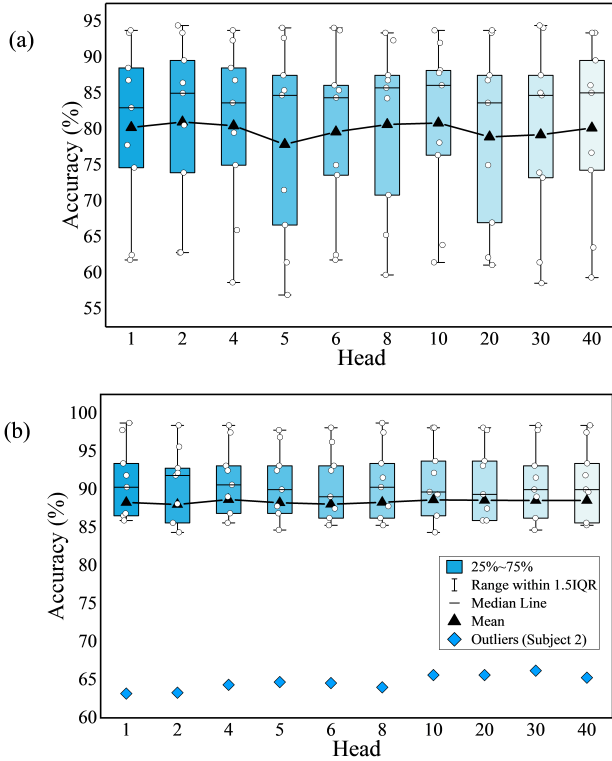 (a)
95
90
85
80
75
70
65
60
55
Accuracy (%)
1 2 4 5 6 8 10 20 30 40
Head
(b)
100
95
90
85
80
75
70
65
60
Accuracy (%)
25%~75%
Range within 1.5IQR
Median Line
Mean
Outliers (Subject 2)
1 2 4 5 6 8 10 20 30 40
Head